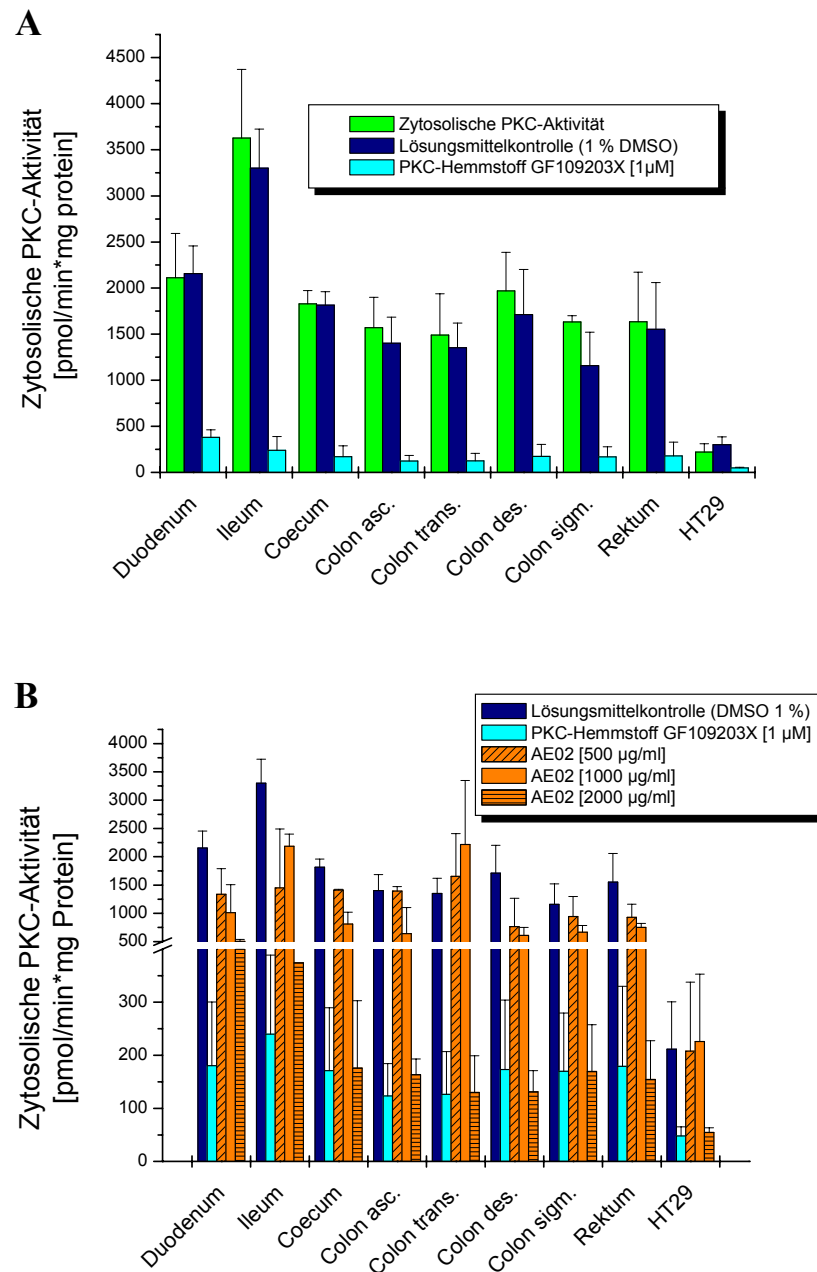 A
Zytosolische PKC-Aktivität
[pmol/min*mg protein]
4500
4000
3500
3000
2500
2000
1500
1000
500
0
Zytosolische PKC-Aktivität
Lösungsmittelkontrolle (1 % DMSO)
PKC-Hemmstoff GF109203X [1µM]
Duodenum
Ileum
Coecum
Colon asc.
Colon trans.
Colon des.
Colon sigm.
Rektum
HT29
B
Zytosolische PKC-Aktivität
[pmol/min*mg Protein]
4000
3500
3000
2500
2000
1500
1000
500
300
200
100
0
Lösungsmittelkontrolle (DMSO 1 %)
PKC-Hemmstoff GF109203X [1 µM]
AE02 [500 µg/ml]
AE02 [1000 µg/ml]
AE02 [2000 µg/ml]
Duodenum
Ileum
Coecum
Colon asc.
Colon trans.
Colon des.
Colon sigm.
Rektum
HT29